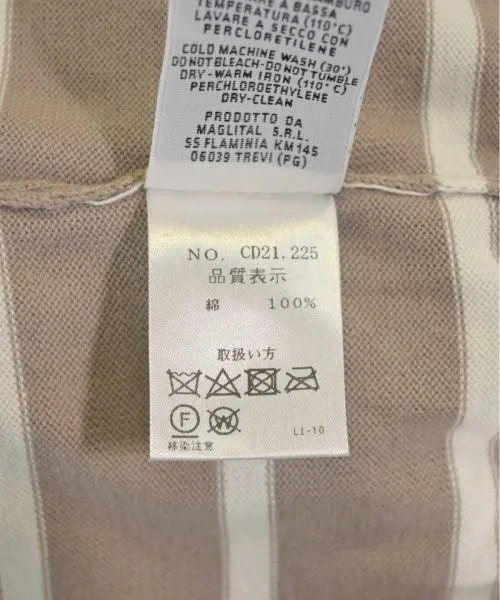 A BASSA
TEMPERATURA (110°C)
LAVARE A SECCO CON
PERCLORETILENE
COLD MACHINE WASH (30°)
DO NOT BLEACH-DO NOT TUMBLE
DRY-WARM IRON (110°C)
PERCHLOROETHYLENE
DRY-CLEAN
PRODOTTO DA
MAGLITAL S.R.L.
SS FLAMINIA KM145
06039 TREVI (PG)
NO. CD21.225
品質表示
綿 100%
取扱い方
F W
LI-10
移染注意